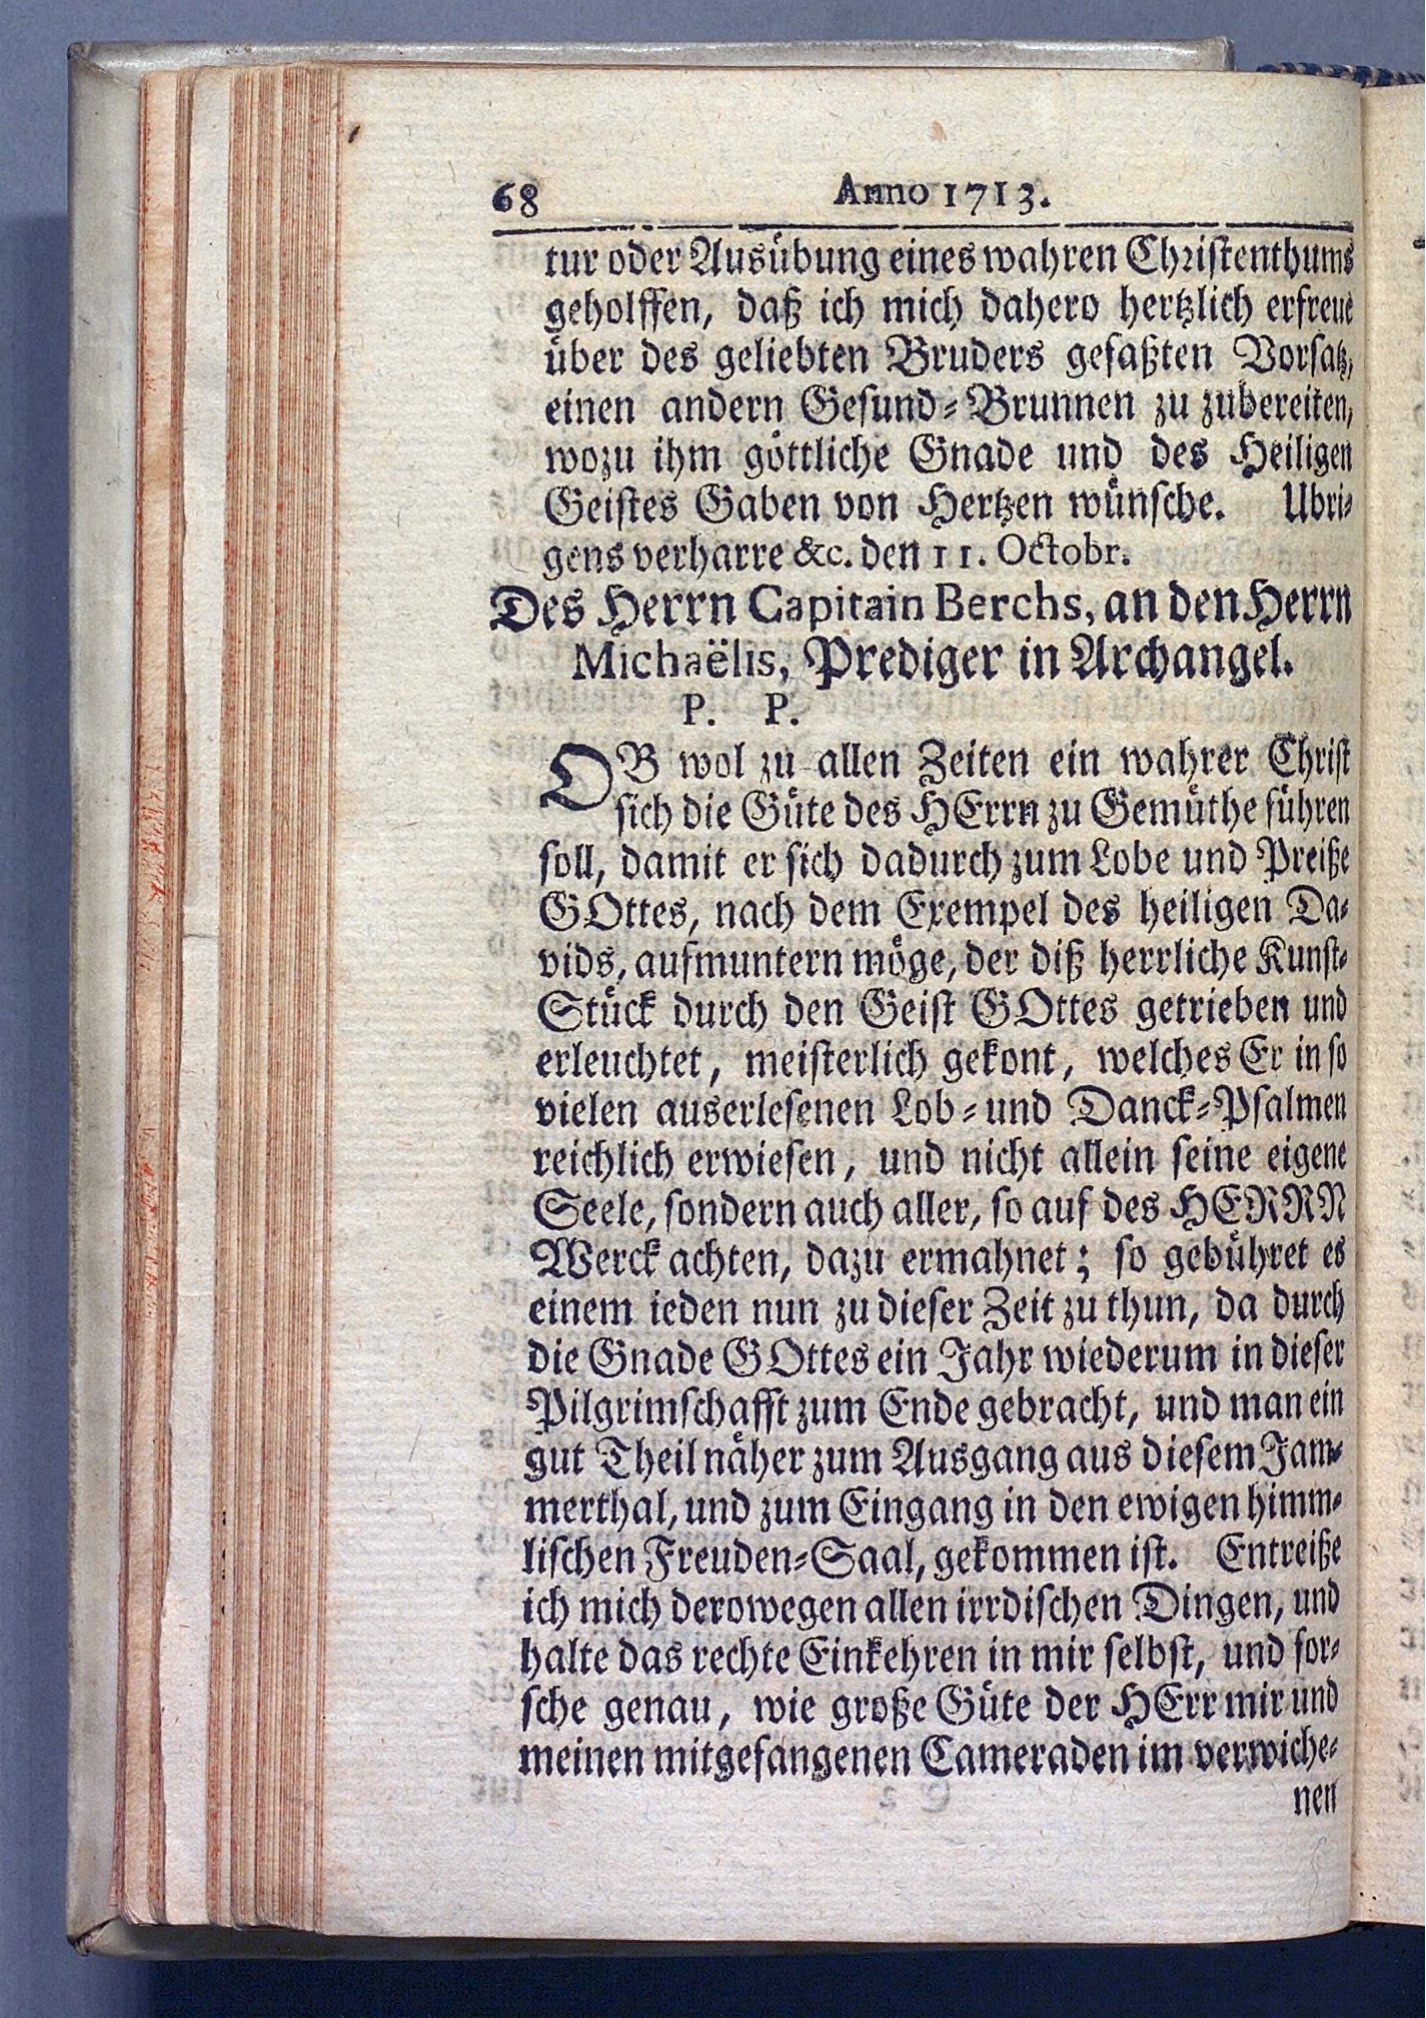 68 Anno 1713.
tur oder Ausübung eines wahren Christenthums
geholffen, daß ich mich dahero hertzlich erfreue
über des geliebten Bruders gefaßten Vorsatz,
einen andern Gesund-Brunnen zu zubereiten,
wozu ihm göttliche Gnade und des Heiligen
Geistes Gaben von Hertzen wünsche. Ubri-
gens verharre &c. den 11. Octobr.
Des Herrn Capitain Berchs, an den Herrn
Michaëlis, Prediger in Archangel.
P. P.
OB wol zu allen Zeiten ein wahrer Christ
sich die Güte des HErrn zu Gemüthe führen
soll, damit er sich dadurch zum Lobe und Preiße
GOttes, nach dem Exempel des heiligen Da-
vids, aufmuntern möge, der diß herrliche Kunst-
Stück durch den Geist GOttes getrieben und
erleuchtet, meisterlich gekont, welches Er in so
vielen auserlesenen Lob- und Danck-Psalmen
reichlich erwiesen, und nicht allein seine eigene
Seele, sondern auch aller, so auf des HERRN
Werck achten, dazu ermahnet; so gebühret es
einem ieden nun zu dieser Zeit zu thun, da durch
die Gnade GOttes ein Jahr wiederum in dieser
Pilgrimschafft zum Ende gebracht, und man ein
gut Theil näher zum Ausgang aus diesem Jam-
merthal, und zum Eingang in den ewigen himm-
lischen Freuden-Saal, gekommen ist. Entreiße
ich mich derowegen allen irrdischen Dingen, und
halte das rechte Einkehren in mir selbst, und for-
sche genau, wie große Güte der HErr mir und
meinen mitgefangenen Cameraden im verwiche-
nen